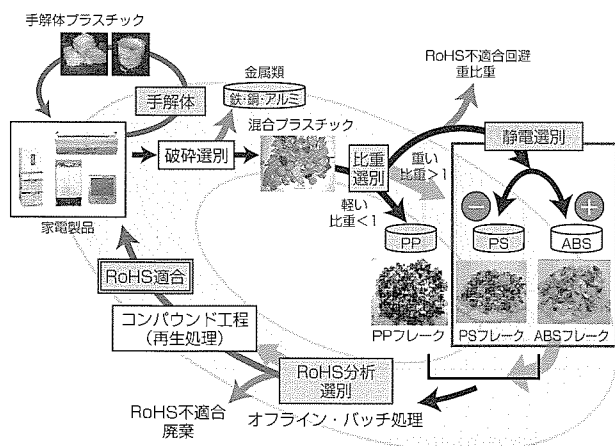 手解体プラスチック
手解体
家電製品
破砕選別
金属類
鉄・銅・アルミ
混合プラスチック
比重
選別
RoHS不適合回避
重比重
重い
比重>1
軽い
比重<1
静電選別
−
+
PP
PS
ABS
PPフレーク
PSフレーク
ABSフレーク
RoHS分析
選別
オフライン・バッチ処理
RoHS不適合
廃棄
コンパウンド工程
(再生処理)
RoHS適合